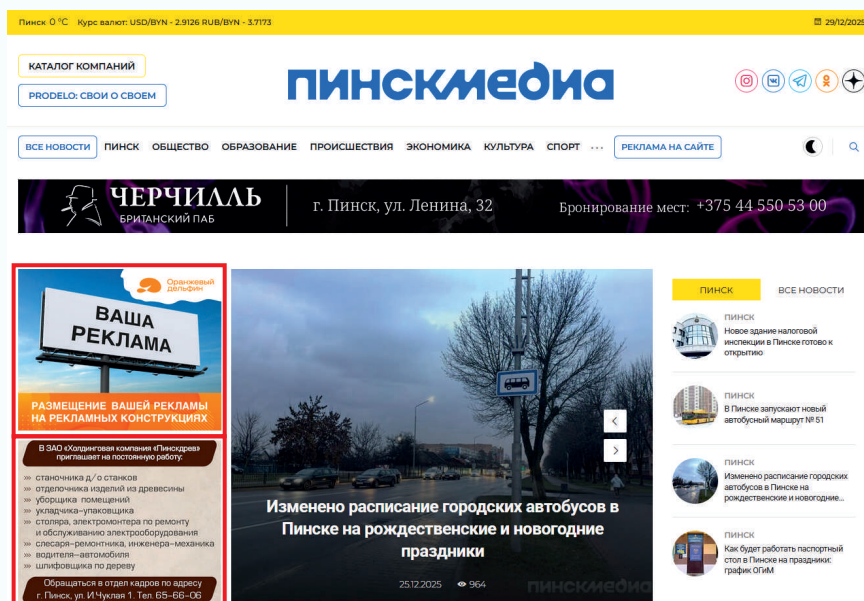 Пинск 0 °C Курс валют: USD/BYN - 2.9126 RUB/BYN - 3.7173
29/12/2025
КАТАЛОГ КОМПАНИЙ
PRODELO: СВОИ О СВОЕМ
ПИНСКМЕДИА
ВСЕ НОВОСТИ ПИНСК ОБЩЕСТВО ОБРАЗОВАНИЕ ПРОИСШЕСТВИЯ ЭКОНОМИКА КУЛЬТУРА СПОРТ ... РЕКЛАМА НА САЙТЕ
ЧЕРЧИЛЛЬ
БРИТАНСКИЙ ПАБ
г. Пинск, ул. Ленина, 32
Бронирование мест: +375 44 550 53 00
Оранжевый
дельфин
ВАША
РЕКЛАМА
РАЗМЕЩЕНИЕ ВАШЕЙ РЕКЛАМЫ
НА РЕКЛАМНЫХ КОНСТРУКЦИЯХ
В ЗАО «Холдинговая компания «Пинскдрев»
приглашает на постоянную работу:
»» станочника д/о станков
»» отделочника изделий из древесины
»» уборщика помещений
»» укладчика-упаковщика
»» столяра, электромонтера по ремонту
и обслуживанию электрооборудования
»» слесаря-ремонтника, инженера-механика
»» водителя-автомобиля
»» шлифовщика по дереву
Обращаться в отдел кадров по адресу
г. Пинск, ул. И.Чуклая 1. Тел. 65-66-06
Изменено расписание городских автобусов в
Пинске на рождественские и новогодние
праздники
25.12.2025 964
ПИНСКМЕДИА
ПИНСК ВСЕ НОВОСТИ
ПИНСК
Новое здание налоговой
инспекции в Пинске готово к
открытию
ПИНСК
В Пинске запускают новый
автобусный маршрут № 51
ПИНСК
Изменено расписание городских
автобусов в Пинске на
рождественские и новогодние...
ПИНСК
Как будет работать паспортный
стол в Пинске на праздники:
график ОГиМ